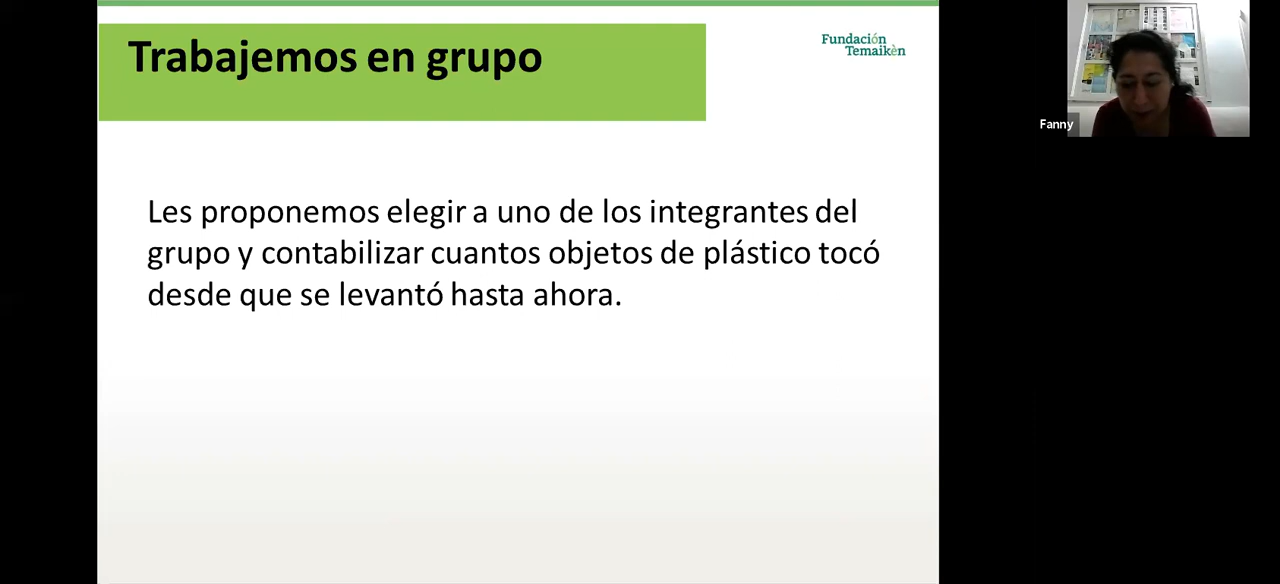 Trabajemos en grupo
Fundación
Temaikèn
Fanny
Les proponemos elegir a uno de los integrantes del
grupo y contabilizar cuantos objetos de plástico tocó
desde que se levantó hasta ahora.